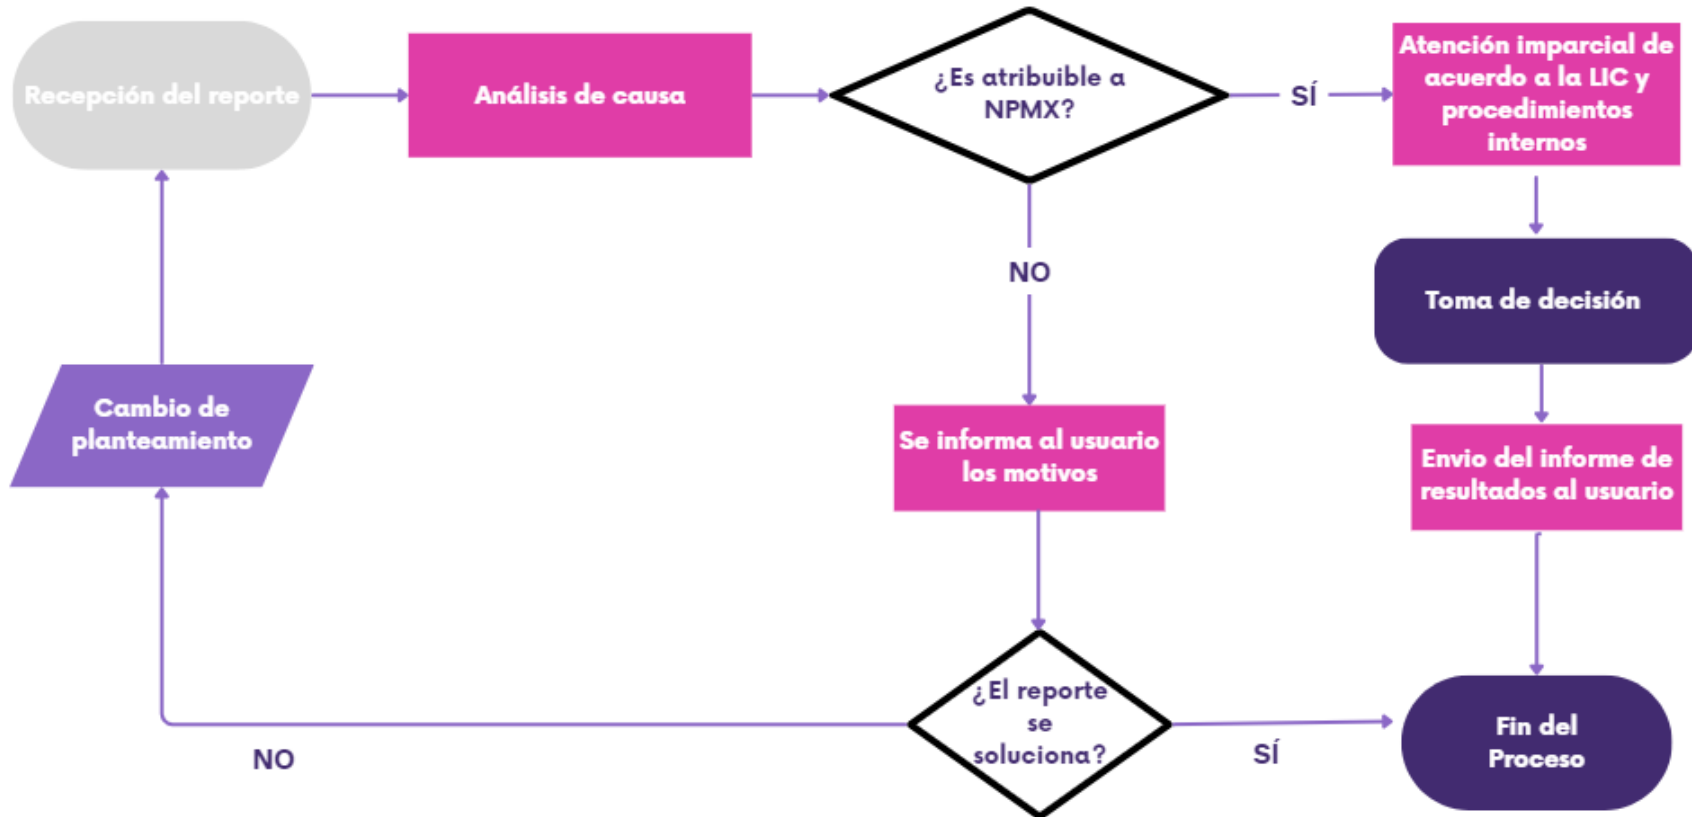 Recepción del reporte
Análisis de causa
¿Es atribuible a
NPMX?
SÍ
Atención imparcial de
acuerdo a la LIC y
procedimientos
internos
NO
Toma de decisión
Cambio de
planteamiento
Se informa al usuario
los motivos
Envio del informe de
resultados al usuario
¿El reporte
se
soluciona?
NO
SÍ
Fin del
Proceso